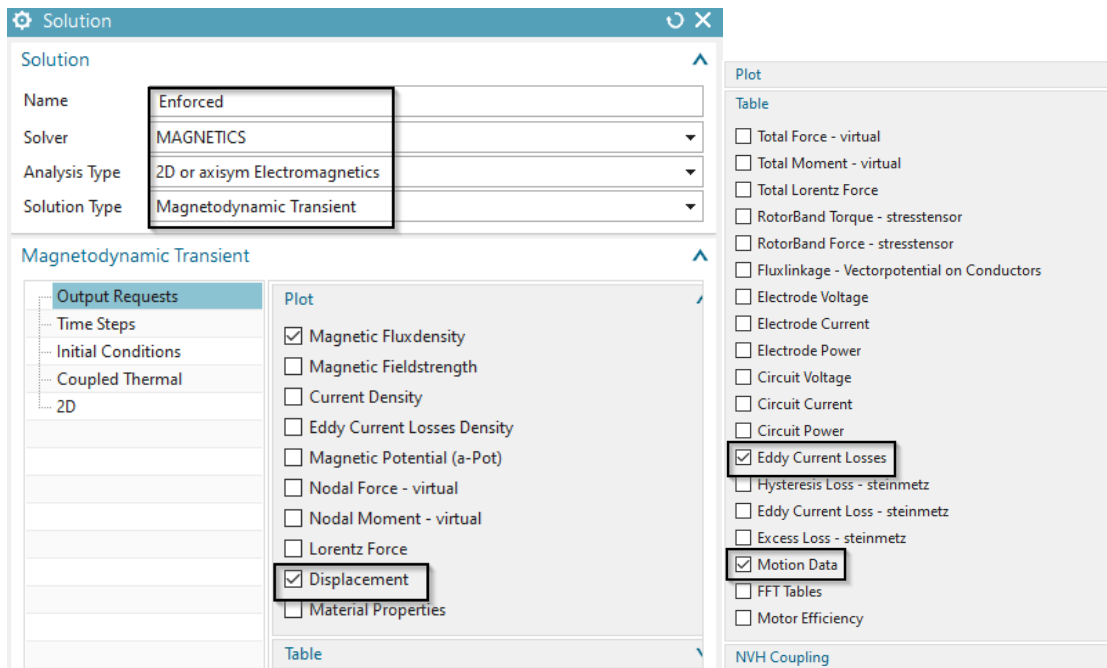 Solution
Solution
Name
Enforced
Solver
MAGNETICS
Analysis Type
2D or axisym Electromagnetics
Solution Type
Magnetodynamic Transient
Magnetodynamic Transient
Output Requests
Time Steps
Initial Conditions
Coupled Thermal
2D
Plot
Magnetic Fluxdensity
Magnetic Fieldstrength
Current Density
Eddy Current Losses Density
Magnetic Potential (a-Pot)
Nodal Force - virtual
Nodal Moment - virtual
Lorentz Force
Displacement
Material Properties
Table
Plot
Table
Total Force - virtual
Total Moment - virtual
Total Lorentz Force
RotorBand Torque - stresstensor
RotorBand Force - stresstensor
Fluxlinkage - Vectorpotential on Conductors
Electrode Voltage
Electrode Current
Electrode Power
Circuit Voltage
Circuit Current
Circuit Power
Eddy Current Losses
Hysteresis Loss - steinmetz
Eddy Current Loss - steinmetz
Excess Loss - steinmetz
Motion Data
FFT Tables
Motor Efficiency
NVH Coupling